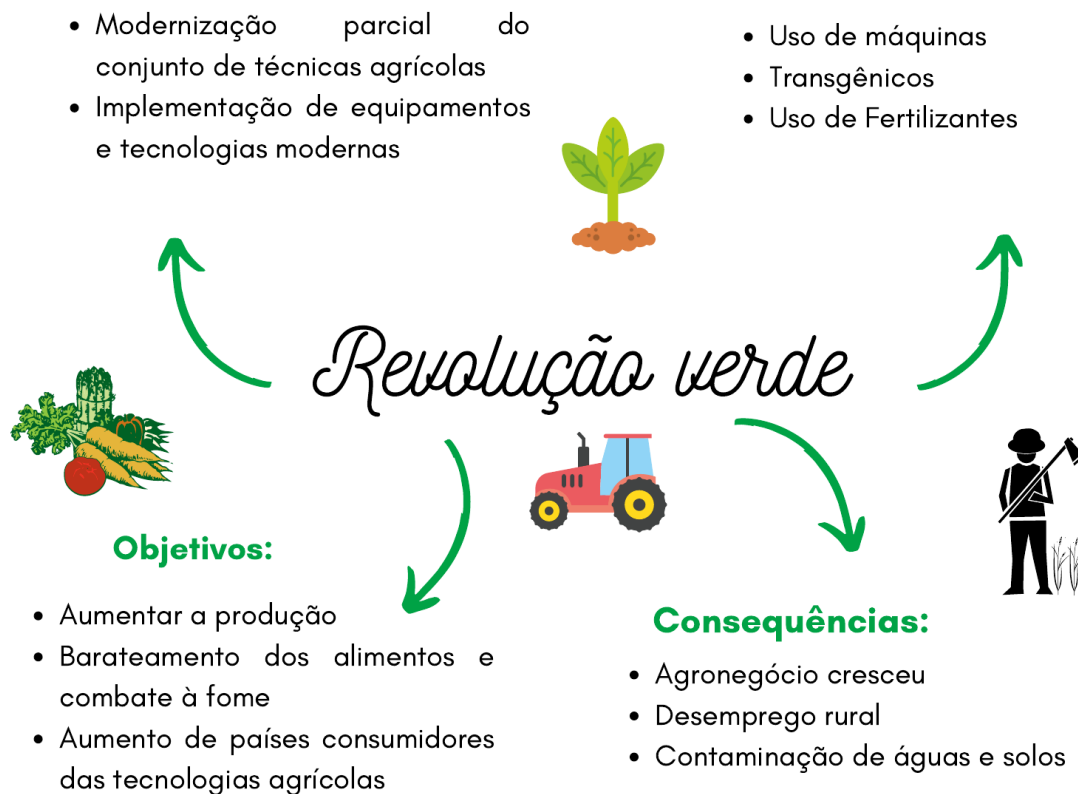 • Modernização parcial do
conjunto de técnicas agrícolas
• Implementação de equipamentos
e tecnologias modernas
• Uso de máquinas
• Transgênicos
• Uso de Fertilizantes
Revolução verde
Objetivos:
• Aumentar a produção
• Barateamento dos alimentos e
combate à fome
• Aumento de países consumidores
das tecnologias agrícolas
Consequências:
• Agronegócio cresceu
• Desemprego rural
• Contaminação de águas e solos